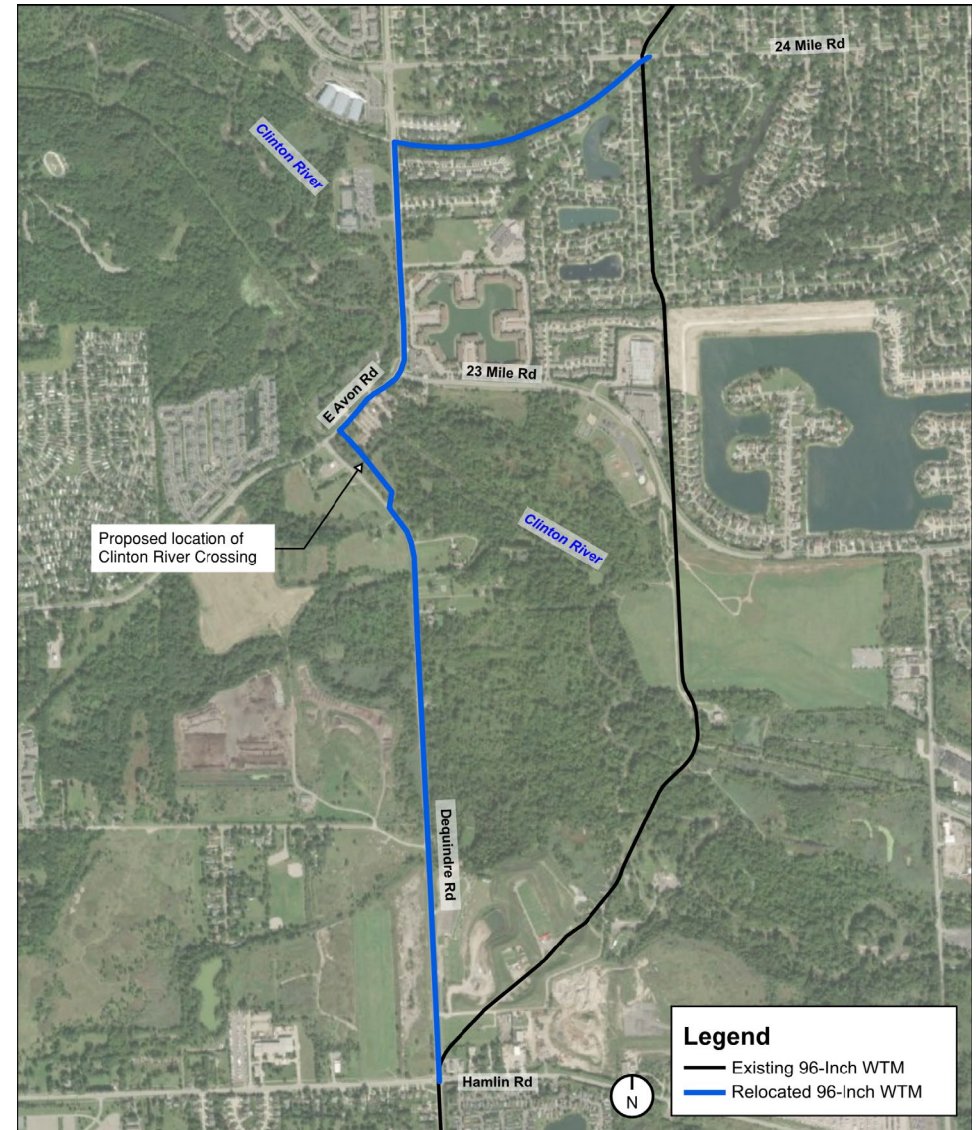 24 Mile Rd
Clinton River
E Avon Rd
23 Mile Rd
Proposed location of
Clinton River Crossing
Clinton River
Dequindre Rd
Hamlin Rd
N
Legend
Existing 96-Inch WTM
Relocated 96-Inch WTM